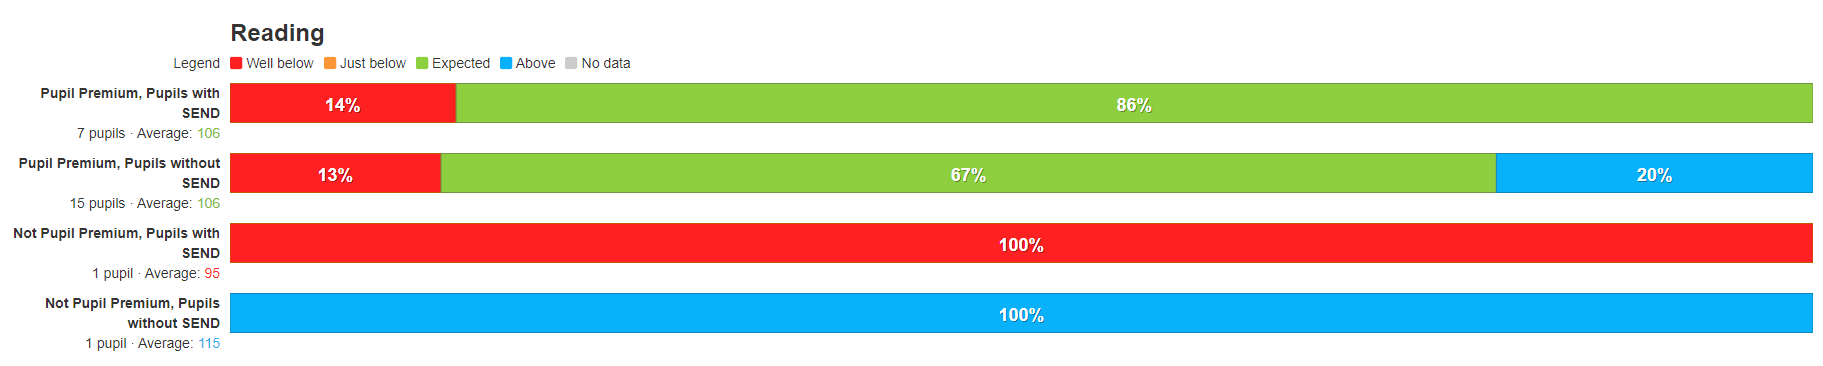 Reading
Legend Well below Just below Expected Above No data
Pupil Premium, Pupils with
SEND
7 pupils · Average: 106
14% 86%
Pupil Premium, Pupils without
SEND
15 pupils · Average: 106
13% 67% 20%
Not Pupil Premium, Pupils with
SEND
1 pupil · Average: 95
100%
Not Pupil Premium, Pupils
without SEND
1 pupil · Average: 115
100%